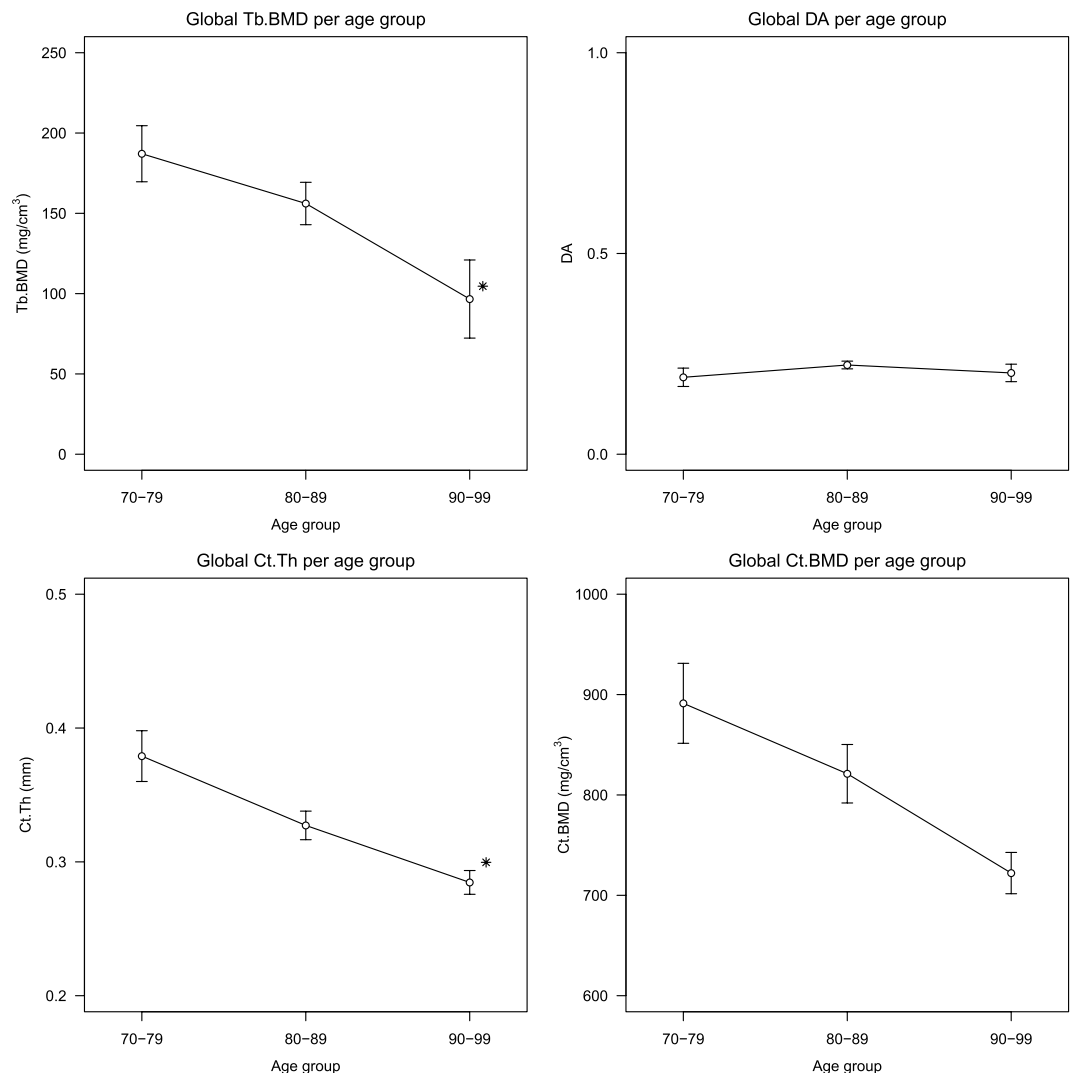 Global Tb.BMD per age group
250
200
150
100
50
0
Tb.BMD (mg/cm³)
*
70−79 80−89 90−99
Age group
Global DA per age group
1.0
0.5
0.0
DA
70−79 80−89 90−99
Age group
Global Ct.Th per age group
0.5
0.4
0.3
0.2
Ct.Th (mm)
*
70−79 80−89 90−99
Age group
Global Ct.BMD per age group
1000
900
800
700
600
Ct.BMD (mg/cm³)
70−79 80−89 90−99
Age group